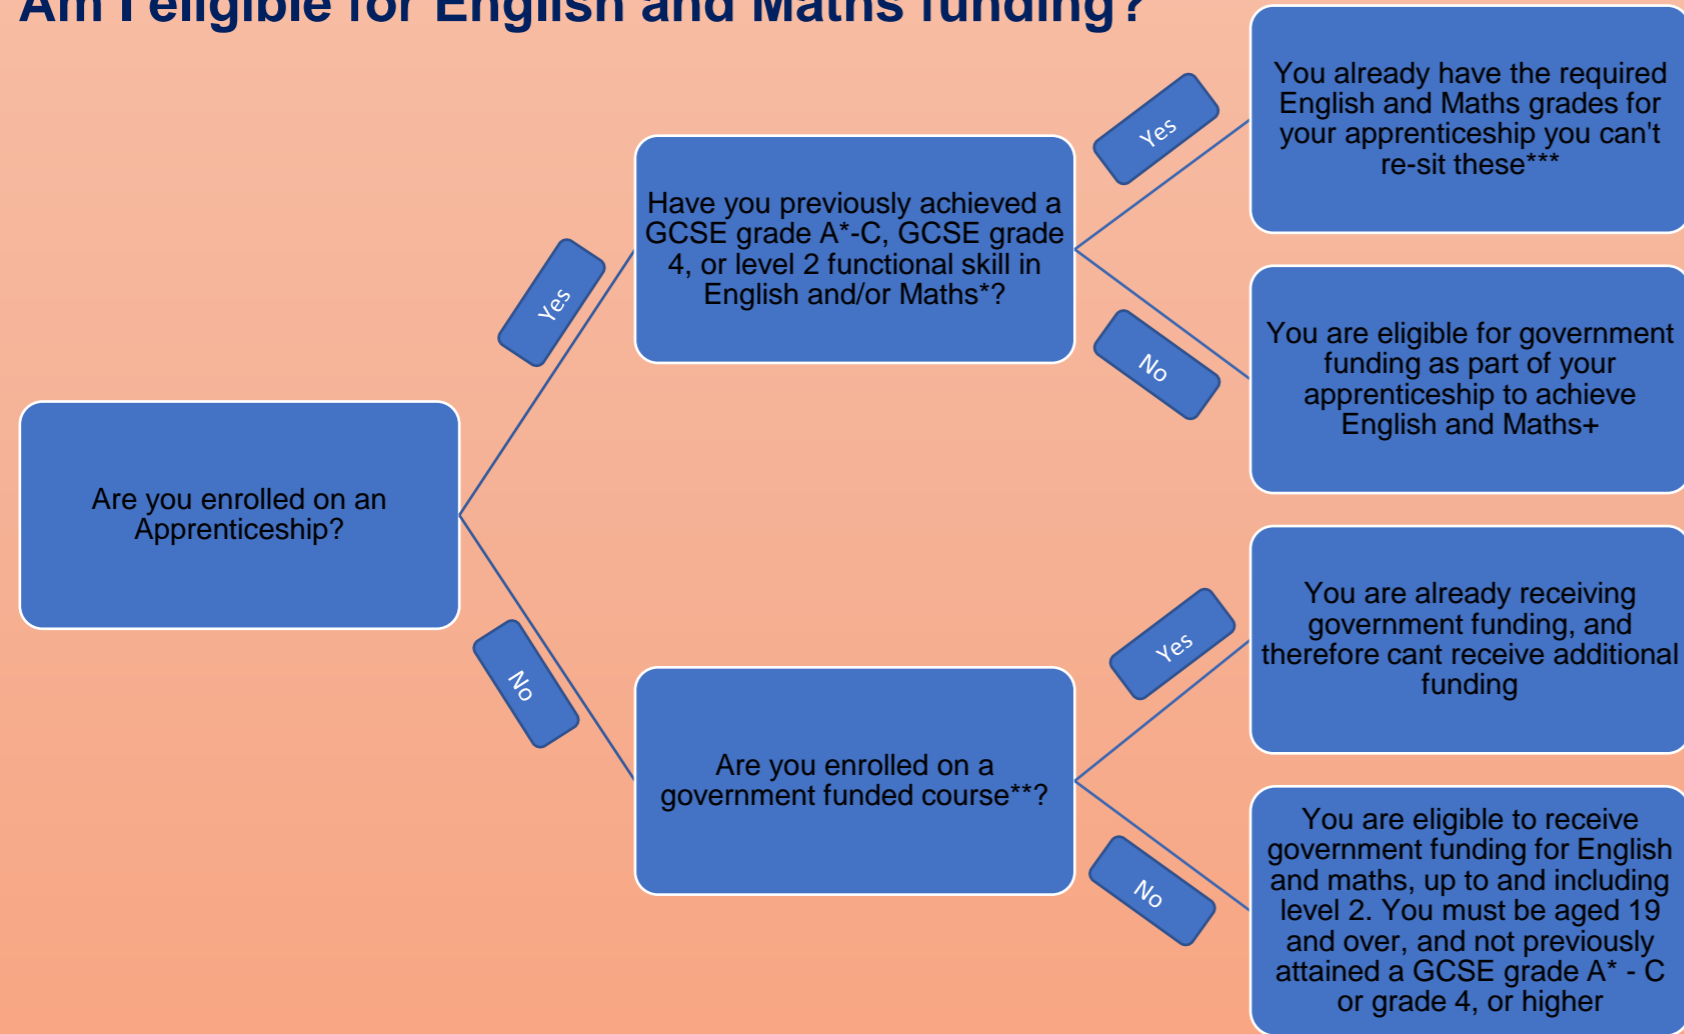 Am I eligible for English and Maths funding?
Are you enrolled on an
Apprenticeship?
Yes
No
Have you previously achieved a
GCSE grade A*-C, GCSE grade
4, or level 2 functional skill in
English and/or Maths*?
Yes
No
Are you enrolled on a
government funded course**?
Yes
No
You already have the required
English and Maths grades for
your apprenticeship you can't
re-sit these***
You are eligible for government
funding as part of your
apprenticeship to achieve
English and Maths+
You are already receiving
government funding, and
therefore cant receive additional
funding
You are eligible to receive
government funding for English
and maths, up to and including
level 2. You must be aged 19
and over, and not previously
attained a GCSE grade A* - C
or grade 4, or higher